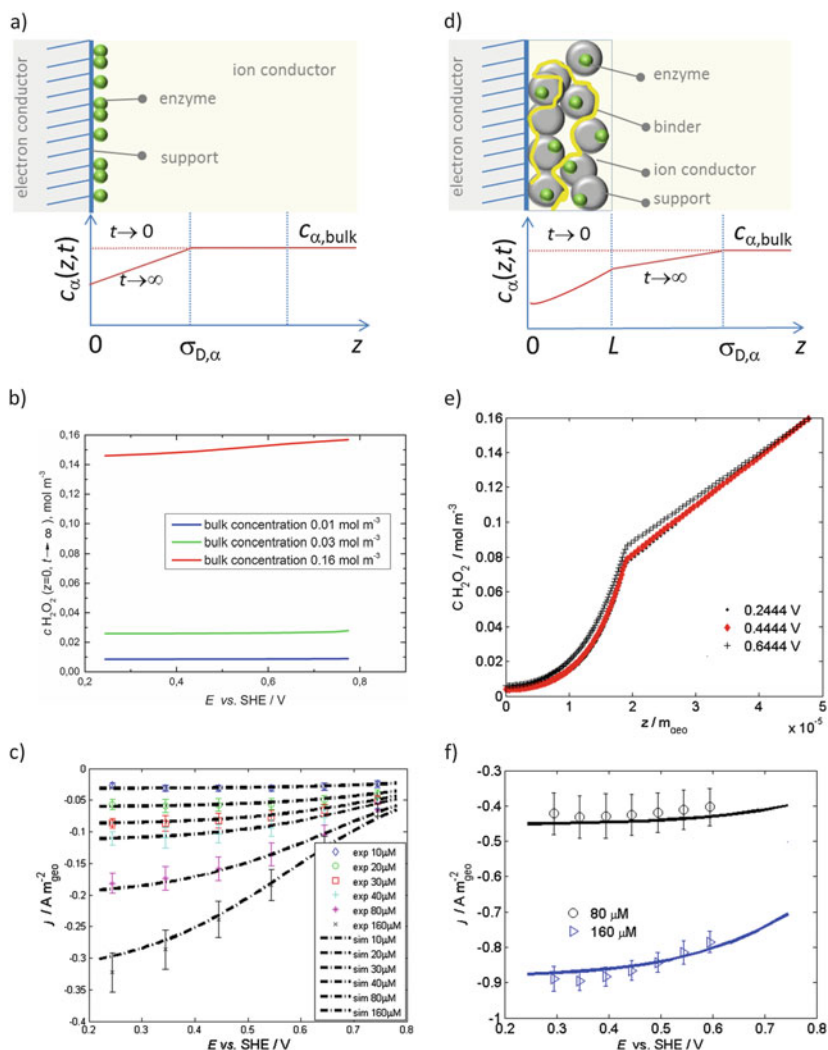 a)
electron conductor
ion conductor
enzyme
support
t→0
cα,bulk
cα(z,t)
t→∞
0
σD,α
z
b)
0,16
0,14
0,12
0,10
0,08
0,06
0,04
0,02
0,00
c H2O2 (z=0, t→∞), mol m-3
bulk concentration 0.01 mol m-3
bulk concentration 0.03 mol m-3
bulk concentration 0.16 mol m-3
0,2
0,4
0,6
0,8
E vs. SHE / V
c)
0
-0.05
-0.1
-0.15
-0.2
-0.25
-0.3
-0.35
-0.4
j / A m-2 geo
exp 10µM
exp 20µM
exp 30µM
exp 40µM
exp 80µM
exp 160µM
sim 10µM
sim 20µM
sim 30µM
sim 40µM
sim 80µM
sim 160µM
0.2 0.3 0.4 0.5 0.6 0.7 0.8
E vs. SHE / V
d)
electron conductor
enzyme
binder
ion conductor
support
t→0
cα,bulk
cα(z,t)
t→∞
0
L
σD,α
z
e)
0.16
0.14
0.12
0.1
0.08
0.06
0.04
0.02
0
C H2O2 / mol m-3
0.2444 V
0.4444 V
0.6444 V
0 1 2 3 4 5
z / m geo
× 10-5
f)
-0.3
-0.4
-0.5
-0.6
-0.7
-0.8
-0.9
-1
j / A m-2 geo
80 µM
160 µM
0.2 0.3 0.4 0.5 0.6 0.7 0.8
E vs. SHE / V